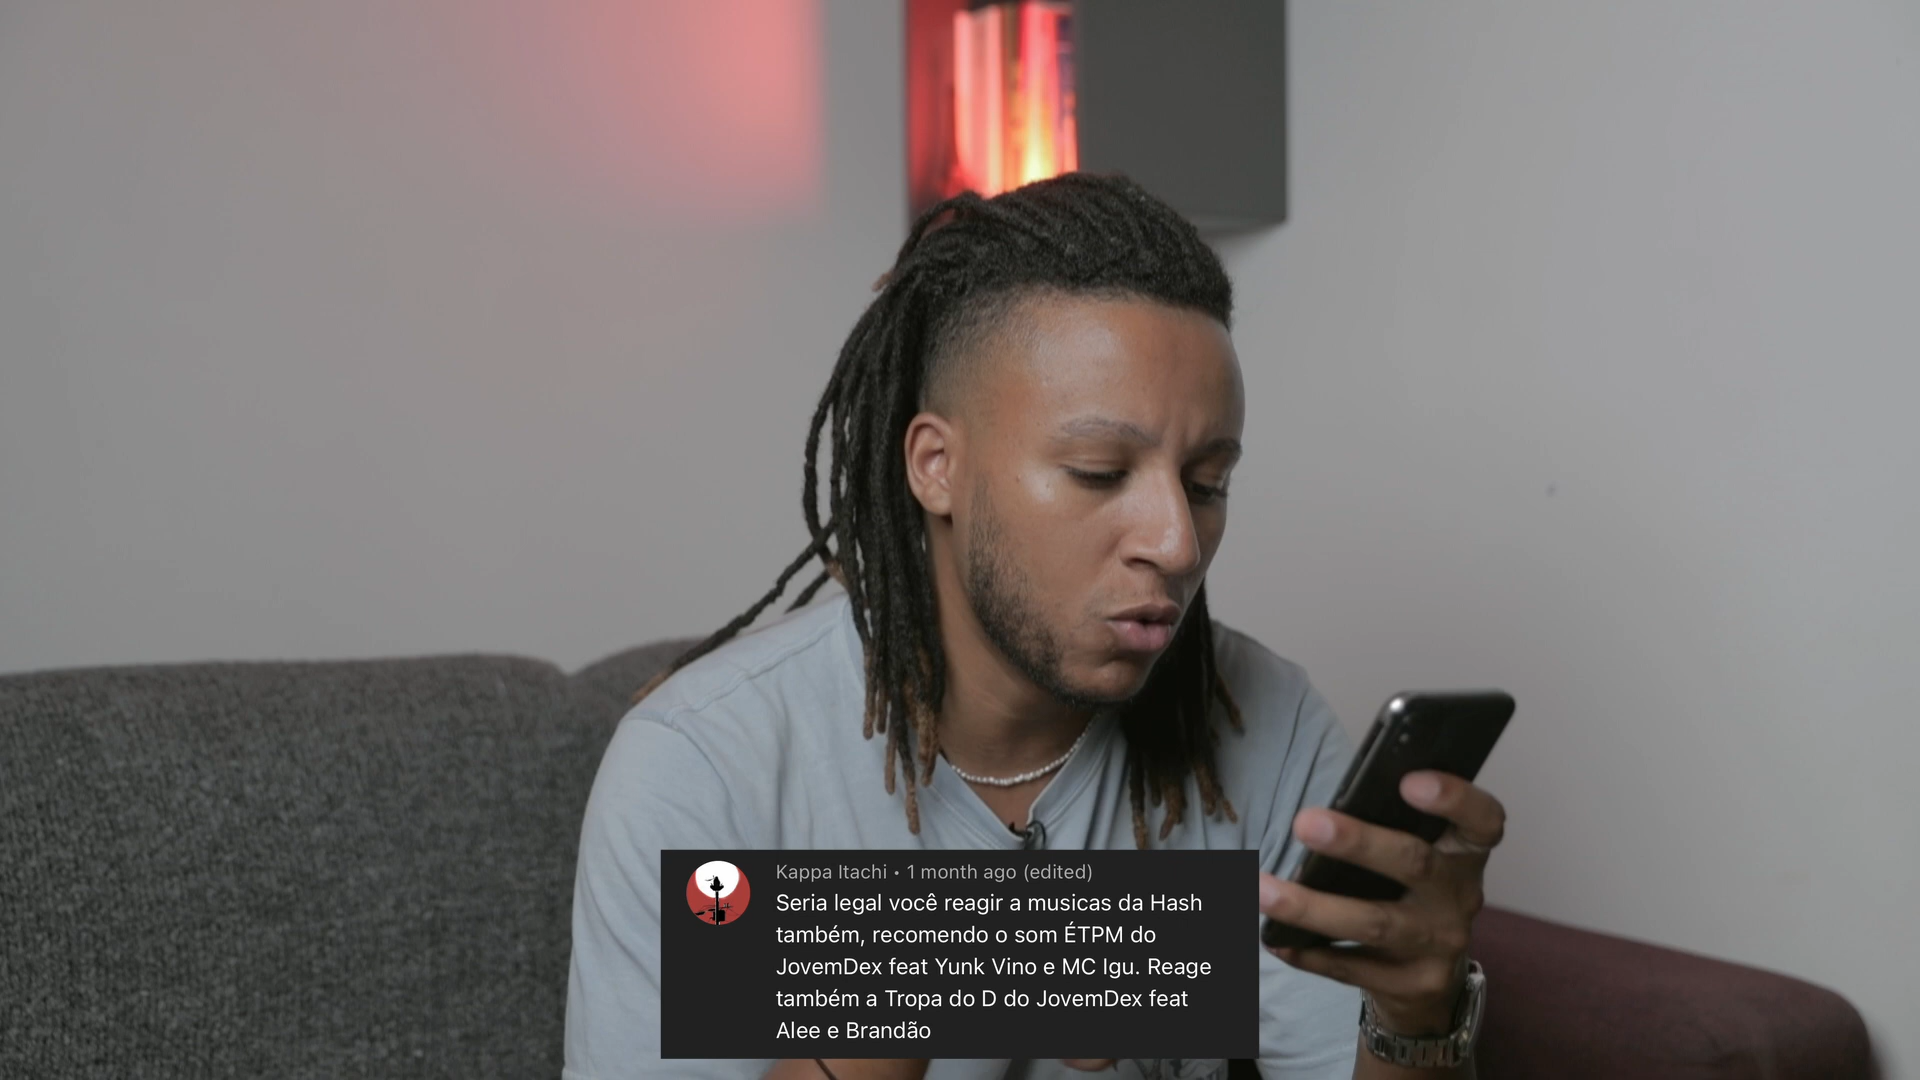 Kappa Itachi • 1 month ago (edited)
Seria legal você reagir a musicas da Hash
também, recomendo o som ÉTPM do
JovemDex feat Yunk Vino e MC Igu. Reage
também a Tropa do D do JovemDex feat
Alee e Brandão